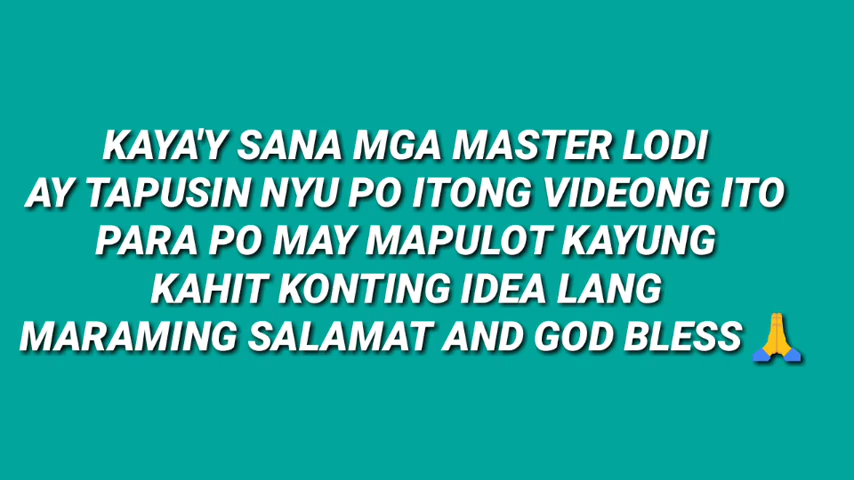 KAYA'Y SANA MGA MASTER LODI
AY TAPUSIN NYU PO ITONG VIDEONG ITO
PARA PO MAY MAPULOT KAYUNG
KAHIT KONTING IDEA LANG
MARAMING SALAMAT AND GOD BLESS 🙏